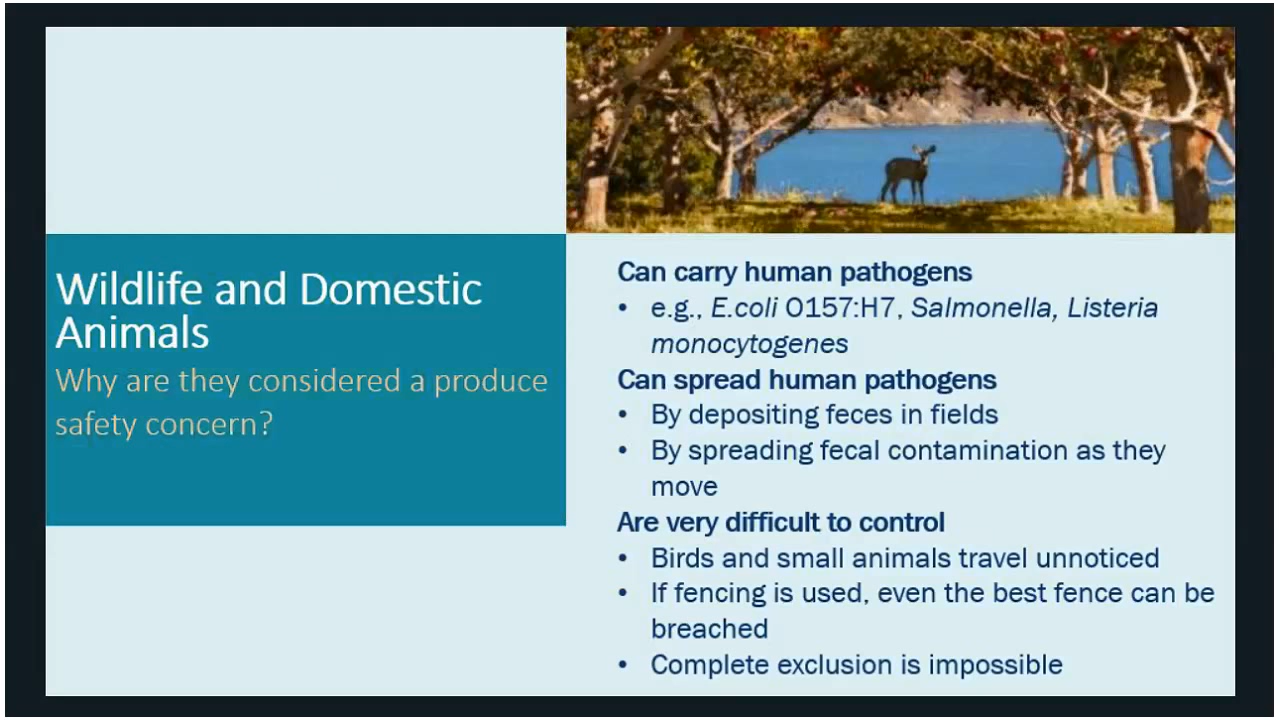 Wildlife and Domestic
Animals
Why are they considered a produce
safety concern?
Can carry human pathogens
• e.g., E.coli O157:H7, Salmonella, Listeria
monocytogenes
Can spread human pathogens
• By depositing feces in fields
• By spreading fecal contamination as they
move
Are very difficult to control
• Birds and small animals travel unnoticed
• If fencing is used, even the best fence can be
breached
• Complete exclusion is impossible